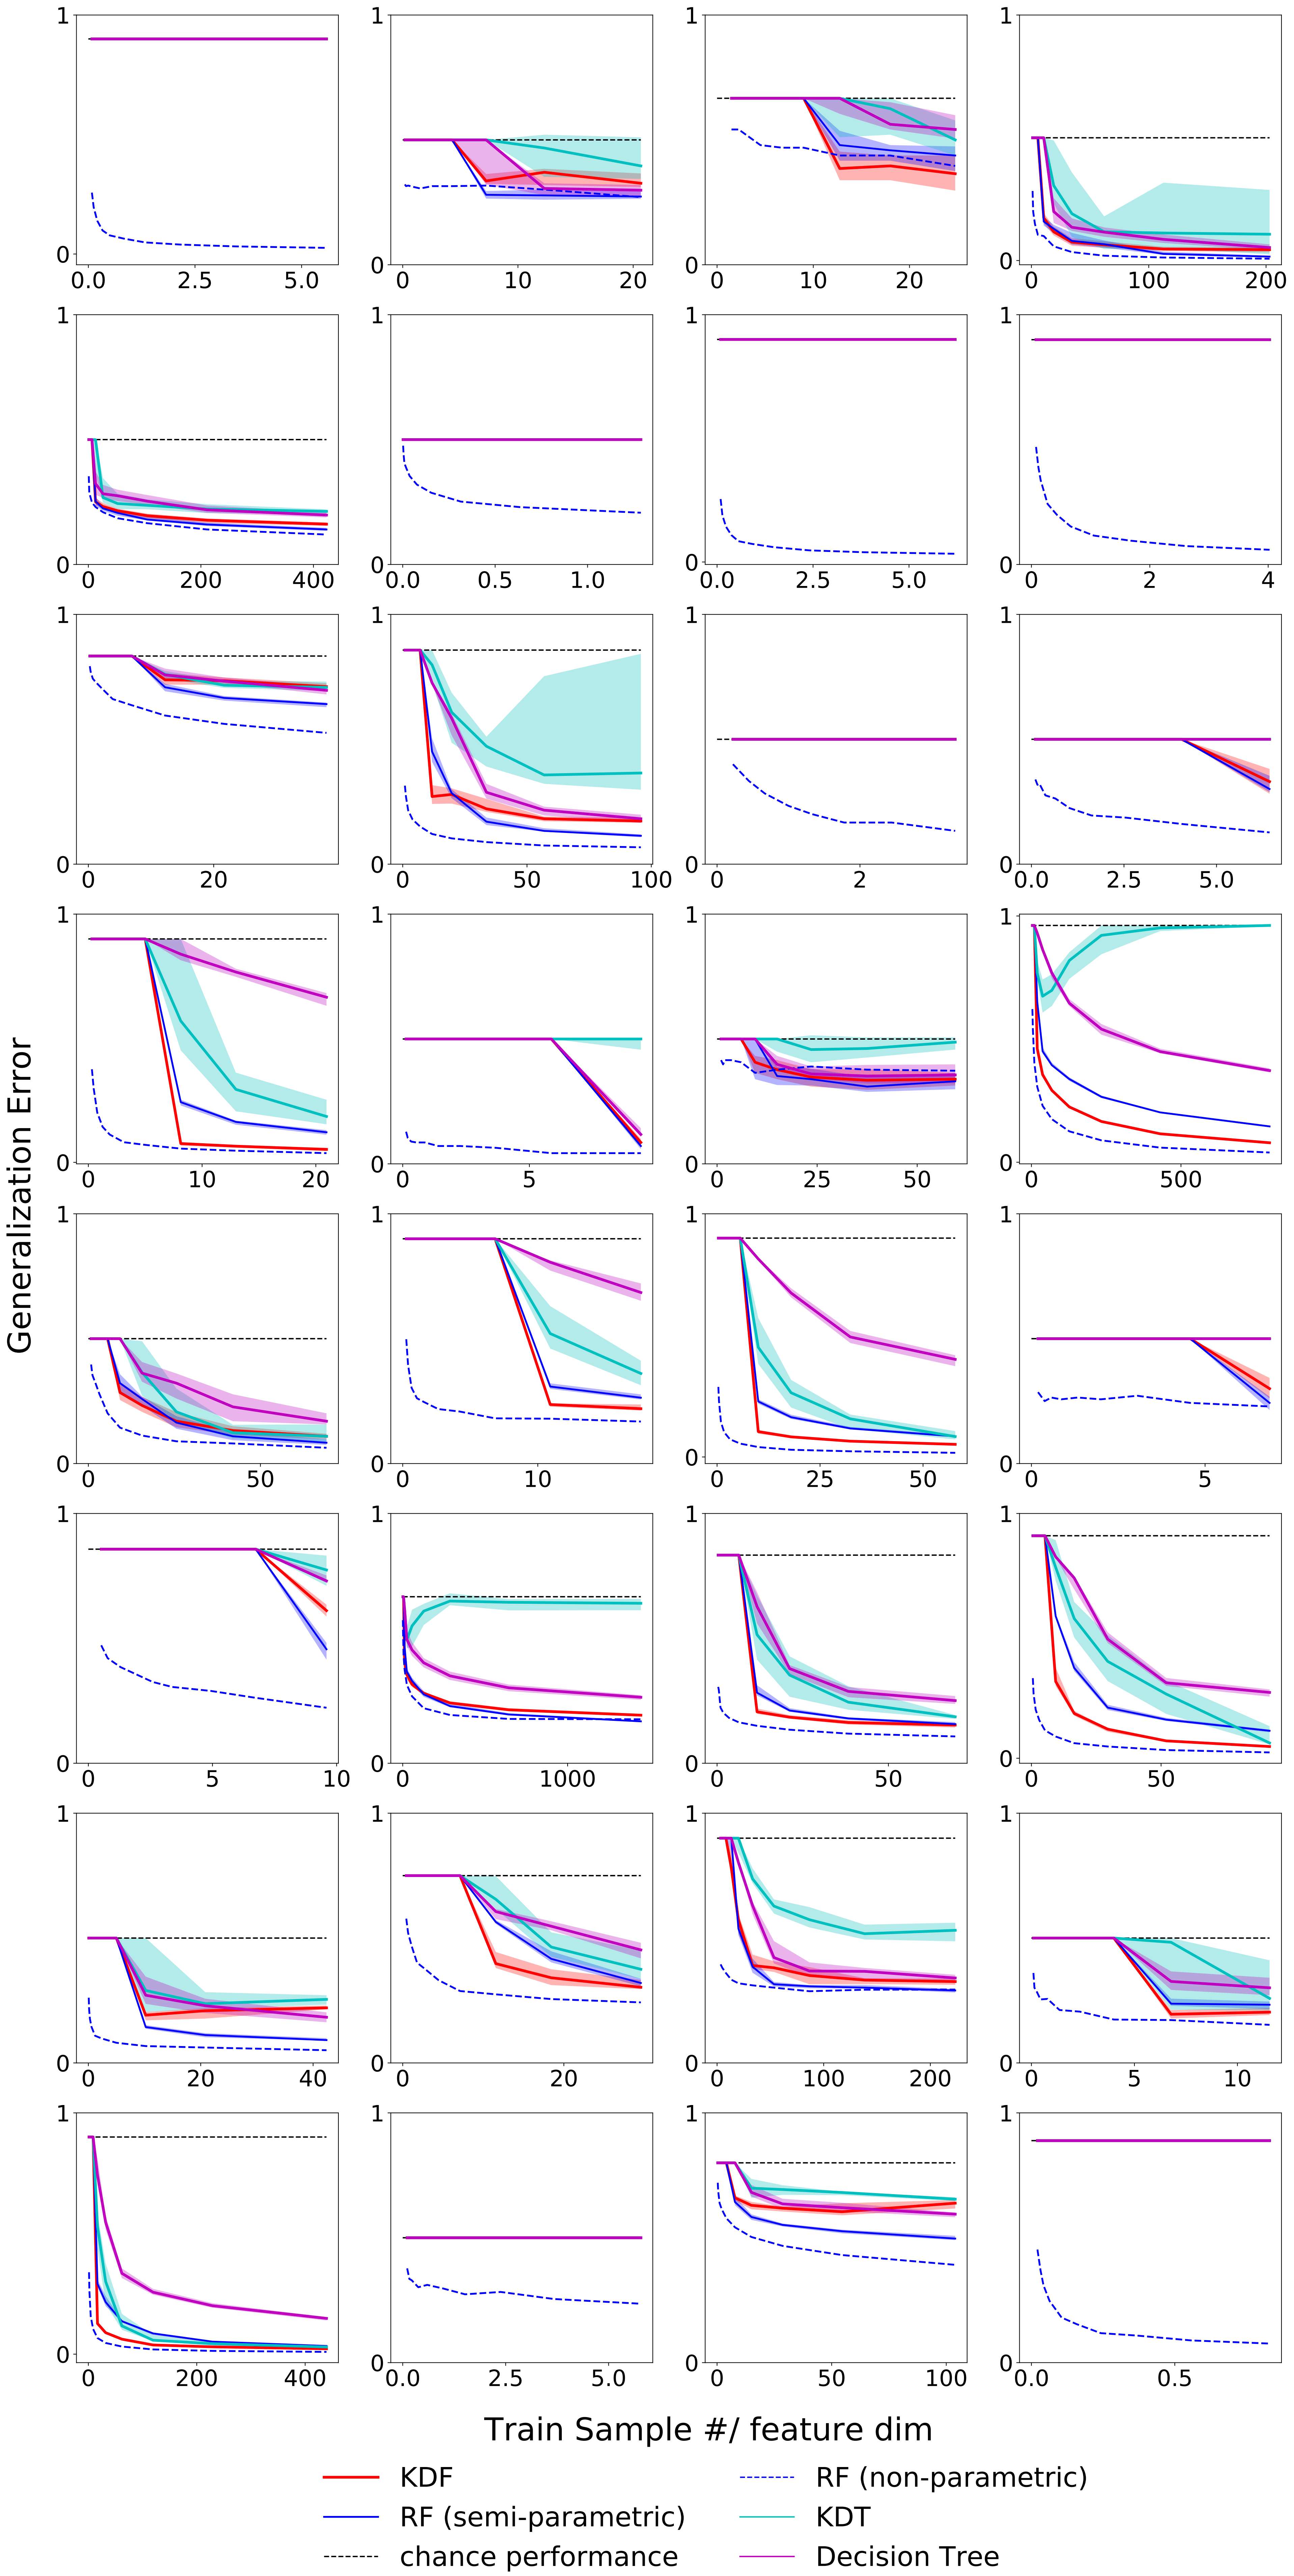 1 1 1 1
0 0 0 0
0.0 2.5 5.0 0 10 20 0 10 20 0 100 200
1 1 1 1
0 0 0 0
0 200 400 0.0 0.5 1.0 0.0 2.5 5.0 0 2 4
1 1 1 1
0 0 0 0
0 20 0 50 100 0 2 0.0 2.5 5.0
1 1 1 1
0 0 0 0
0 10 20 0 5 0 25 50 0 500
Generalization Error
1 1 1 1
0 0 0 0
0 50 0 10 0 25 50 0 5
1 1 1 1
0 0 0 0
0 5 10 0 1000 0 50 0 50
1 1 1 1
0 0 0 0
0 20 40 0 20 0 100 200 0 5 10
1 1 1 1
0 0 0 0
0 200 400 0.0 2.5 5.0 0 50 100 0.0 0.5
Train Sample #/ feature dim
KDF
RF (semi-parametric)
chance performance
RF (non-parametric)
KDT
Decision Tree